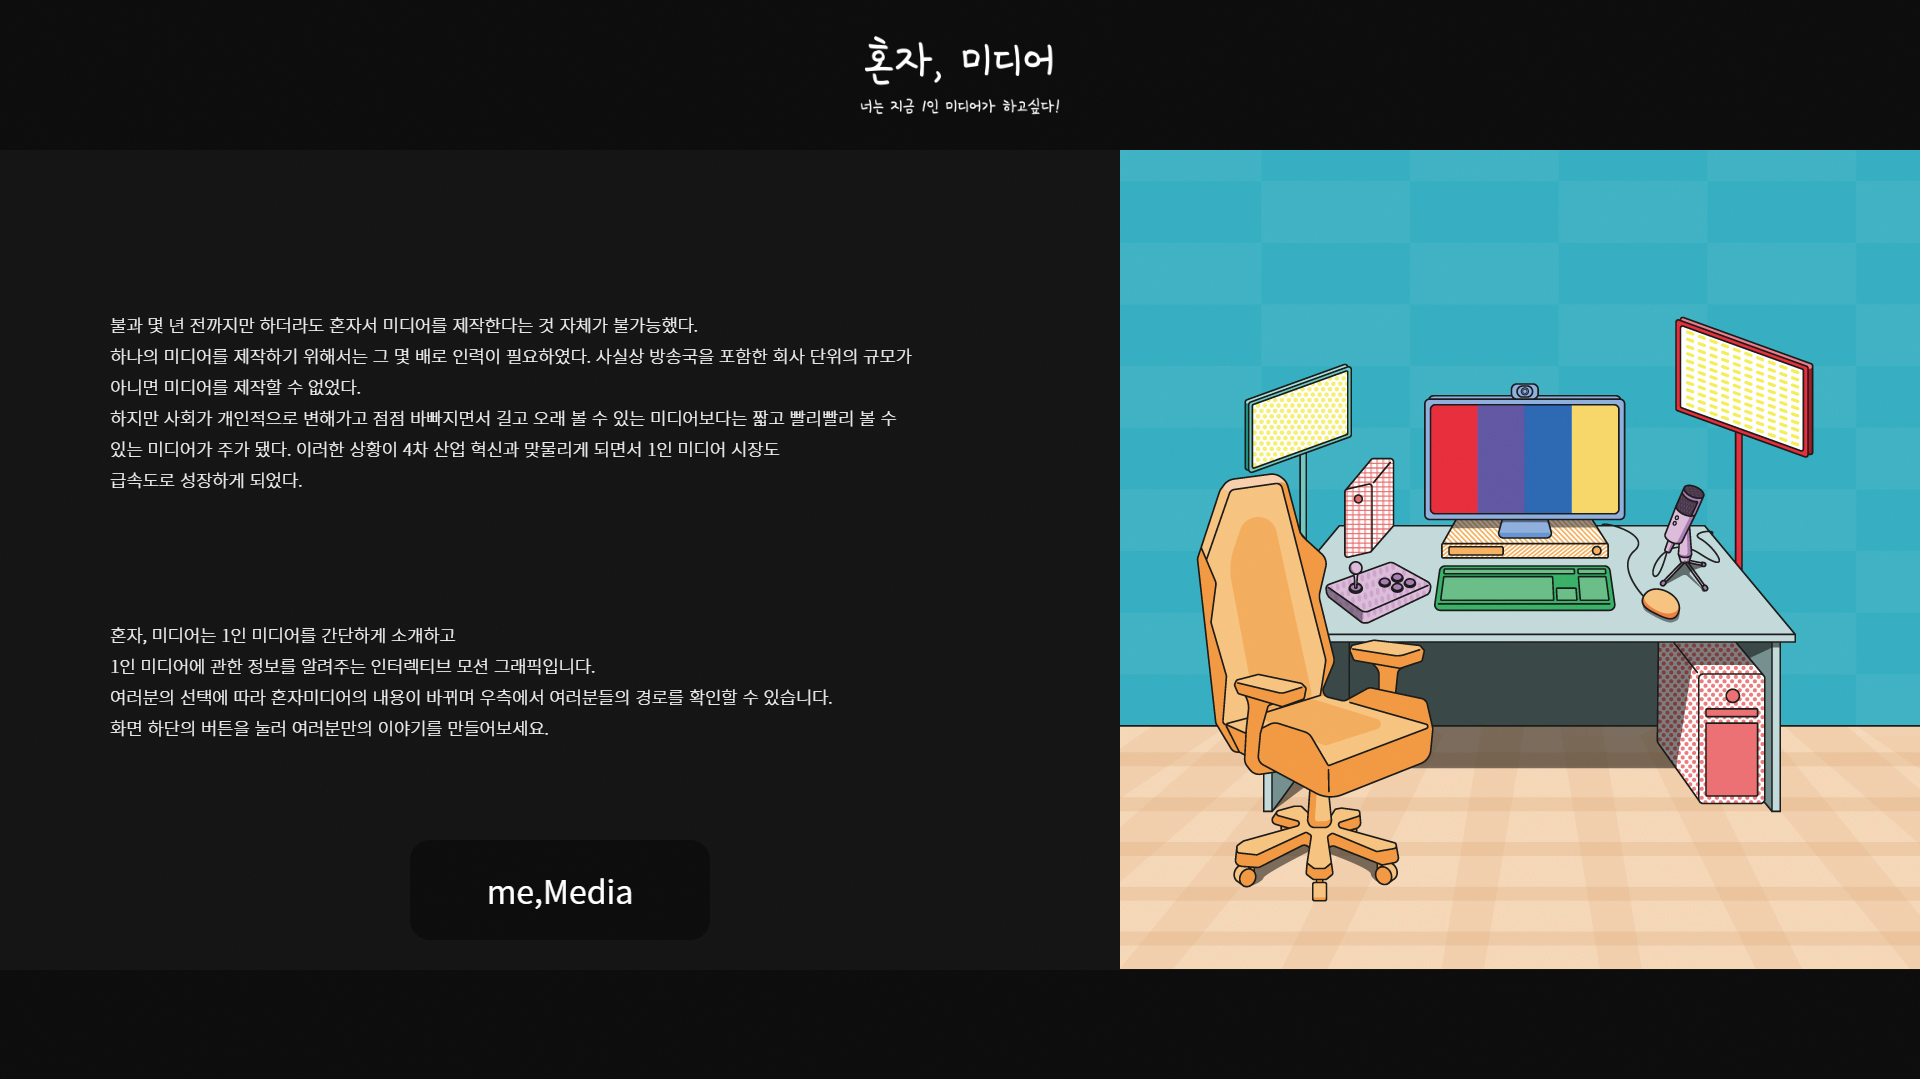 혼자, 미디어
너는 지금 1인 미디어가 하고싶다!
불과 몇 년 전까지만 하더라도 혼자서 미디어를 제작한다는 것 자체가 불가능했다.
하나의 미디어를 제작하기 위해서는 그 몇 배로 인력이 필요하였다. 사실상 방송국을 포함한 회사 단위의 규모가
아니면 미디어를 제작할 수 없었다.
하지만 사회가 개인적으로 변해가고 점점 바빠지면서 길고 오래 볼 수 있는 미디어보다는 짧고 빨리빨리 볼 수
있는 미디어가 주가 됐다. 이러한 상황이 4차 산업 혁신과 맞물리게 되면서 1인 미디어 시장도
급속도로 성장하게 되었다.
혼자, 미디어는 1인 미디어를 간단하게 소개하고
1인 미디어에 관한 정보를 알려주는 인터렉티브 모션 그래픽입니다.
여러분의 선택에 따라 혼자미디어의 내용이 바뀌며 우측에서 여러분들의 경로를 확인할 수 있습니다.
화면 하단의 버튼을 눌러 여러분만의 이야기를 만들어보세요.
me,Media